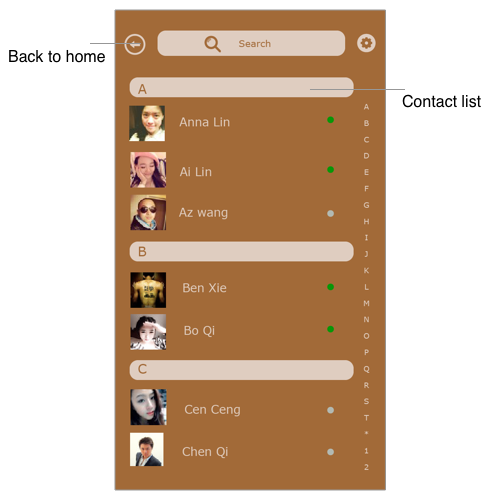 Back to home
Search
Contact list
A
Anna Lin
Ai Lin
Az wang
B
Ben Xie
Bo Qi
C
Cen Ceng
Chen Qi
A
B
C
D
E
F
G
H
I
J
K
L
M
N
O
P
Q
R
S
T
*
1
2